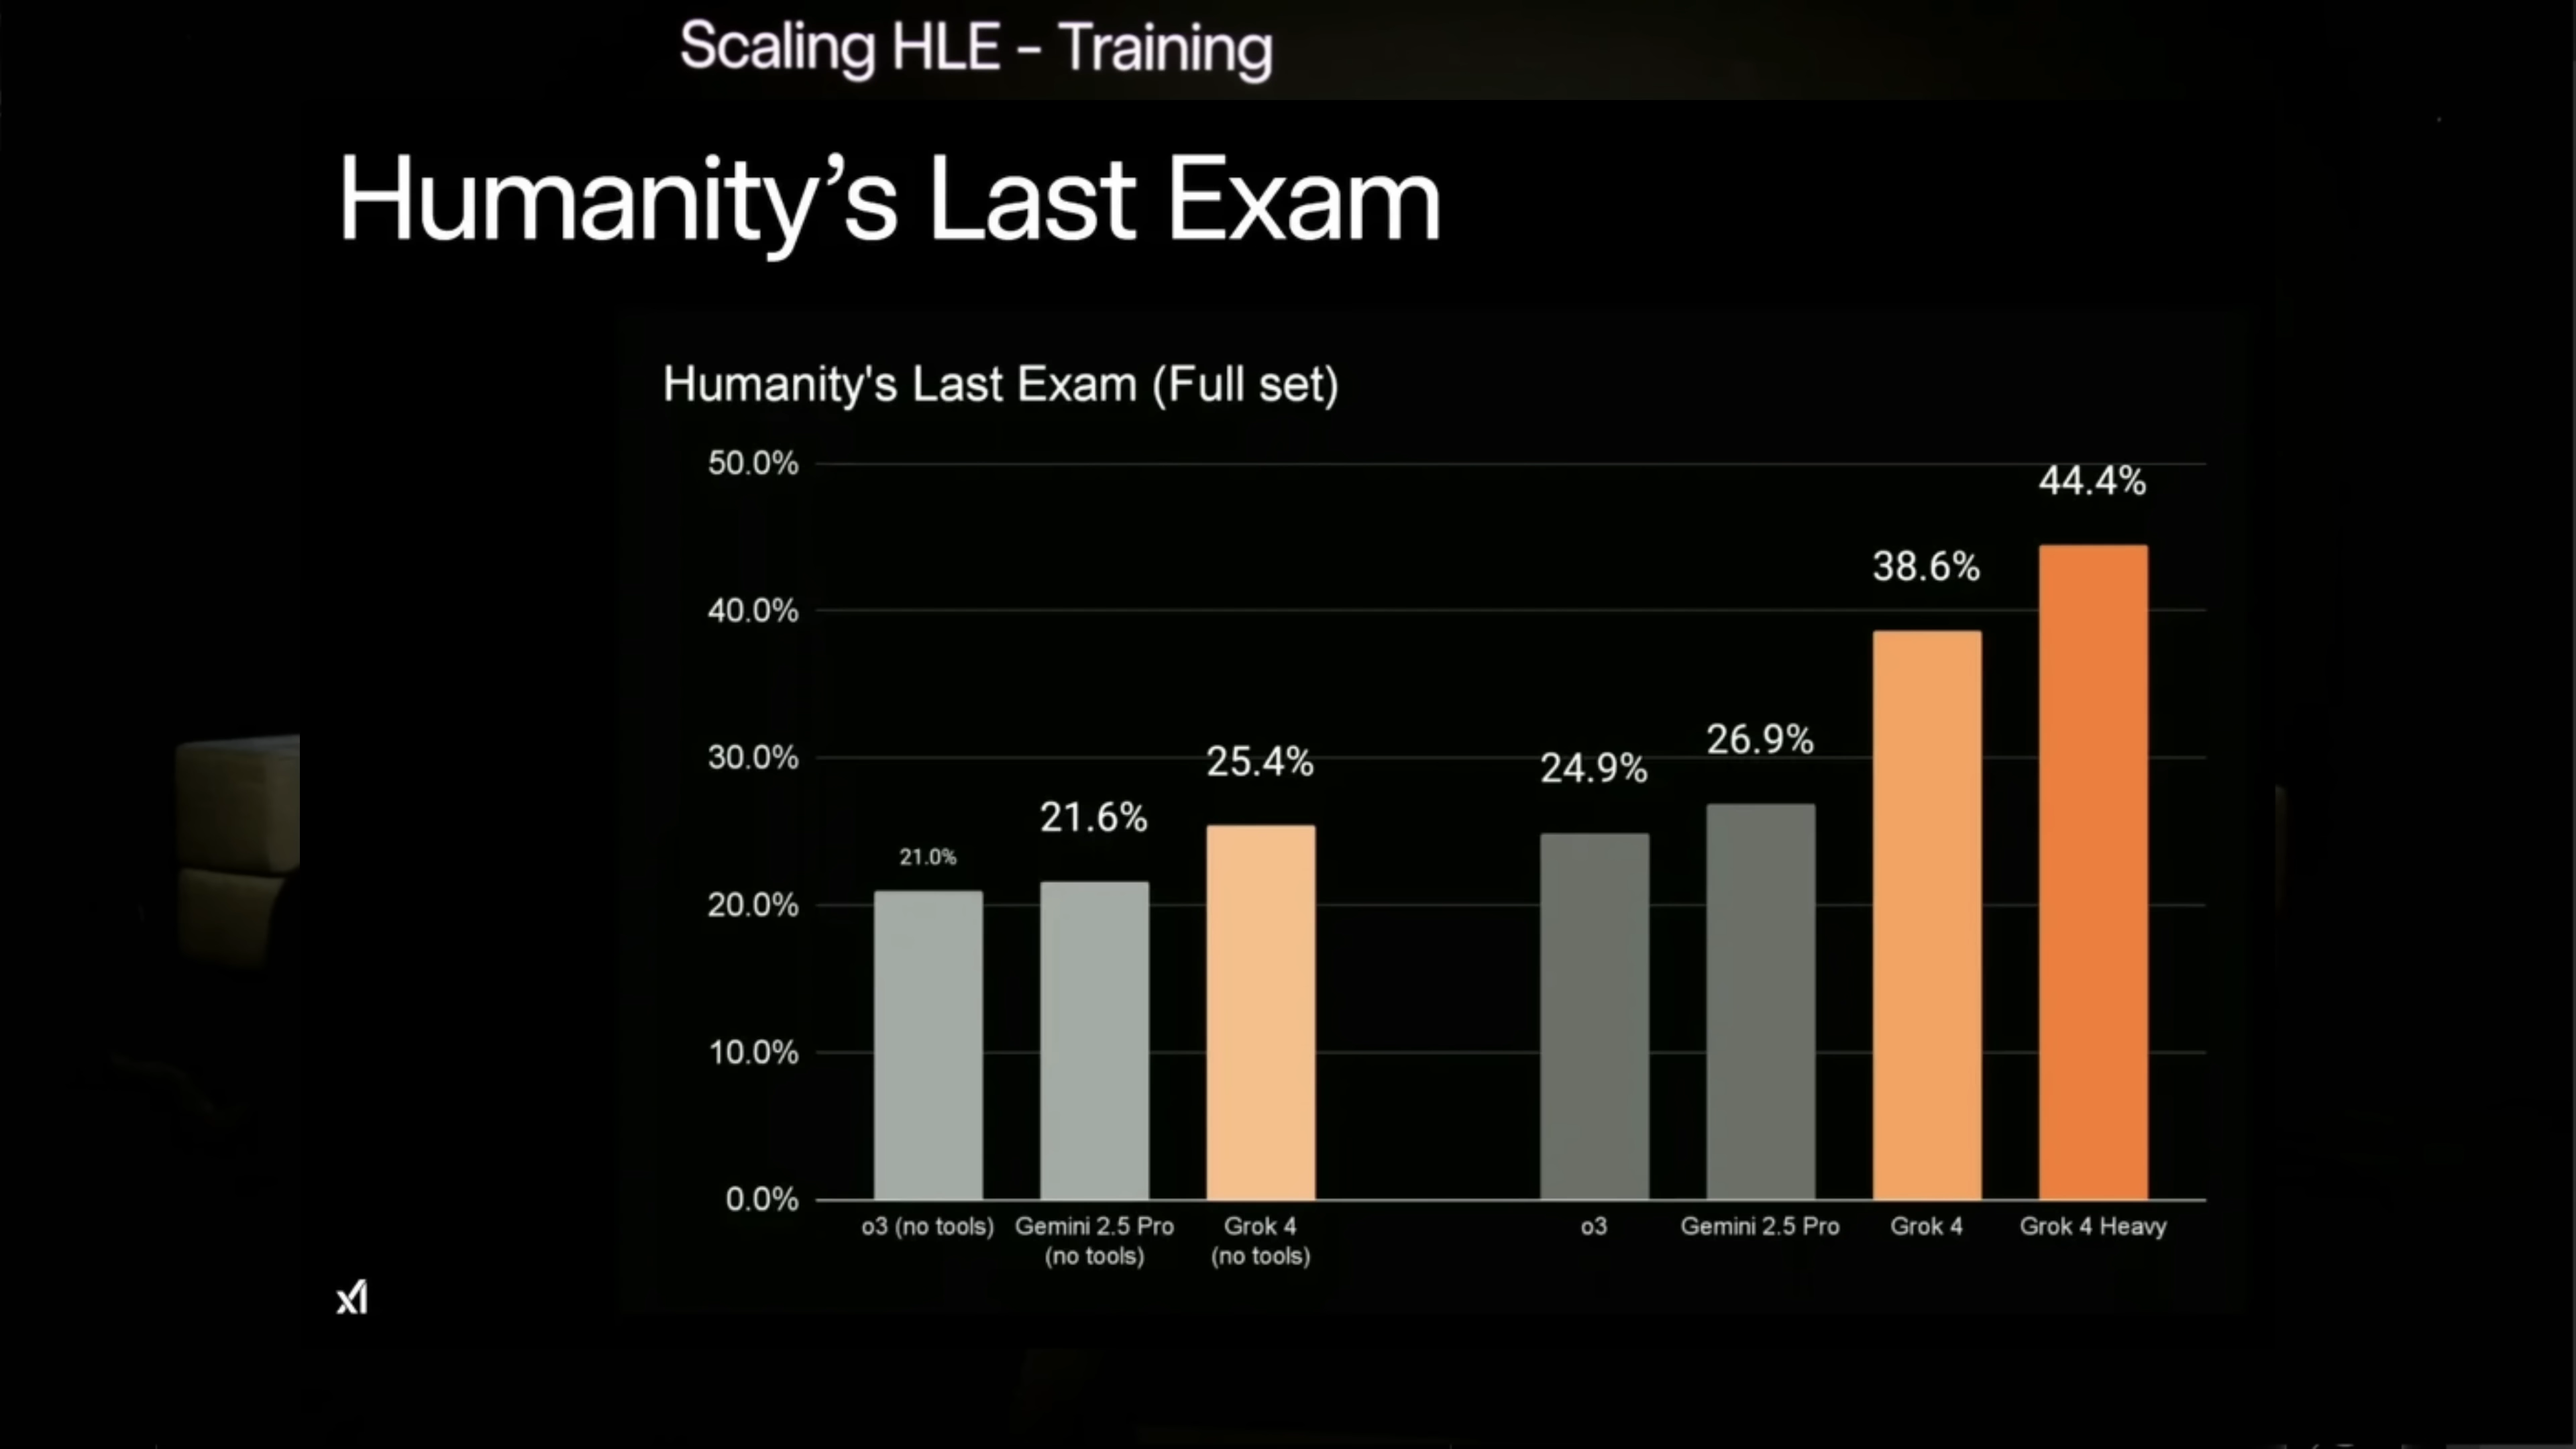 Scaling HLE - Training
Humanity's Last Exam
Humanity's Last Exam (Full set)
50.0%
40.0%
30.0%
20.0%
10.0%
0.0%
21.0%
21.6%
25.4%
24.9%
26.9%
38.6%
44.4%
o3 (no tools)
Gemini 2.5 Pro
(no tools)
Grok 4
(no tools)
o3
Gemini 2.5 Pro
Grok 4
Grok 4 Heavy
xI